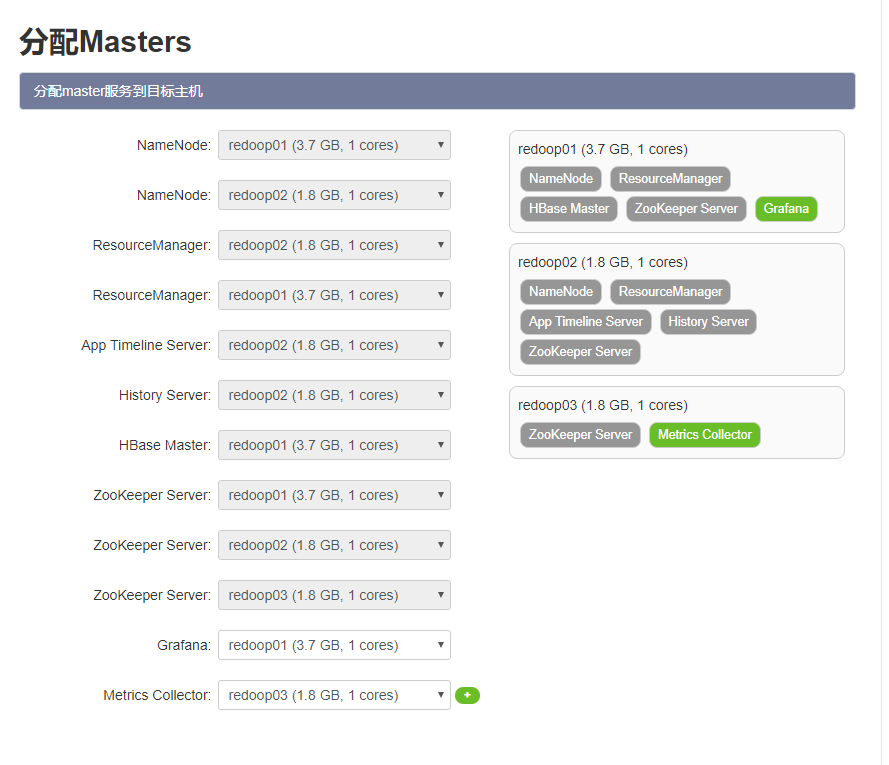 分配Masters
分配master服务到目标主机
NameNode: redoop01 (3.7 GB, 1 cores)
NameNode: redoop02 (1.8 GB, 1 cores)
ResourceManager: redoop02 (1.8 GB, 1 cores)
ResourceManager: redoop01 (3.7 GB, 1 cores)
App Timeline Server: redoop02 (1.8 GB, 1 cores)
History Server: redoop02 (1.8 GB, 1 cores)
HBase Master: redoop01 (3.7 GB, 1 cores)
ZooKeeper Server: redoop01 (3.7 GB, 1 cores)
ZooKeeper Server: redoop02 (1.8 GB, 1 cores)
ZooKeeper Server: redoop03 (1.8 GB, 1 cores)
Grafana: redoop01 (3.7 GB, 1 cores)
Metrics Collector: redoop03 (1.8 GB, 1 cores) +
redoop01 (3.7 GB, 1 cores)
NameNode ResourceManager
HBase Master ZooKeeper Server Grafana
redoop02 (1.8 GB, 1 cores)
NameNode ResourceManager
App Timeline Server History Server
ZooKeeper Server
redoop03 (1.8 GB, 1 cores)
ZooKeeper Server Metrics Collector